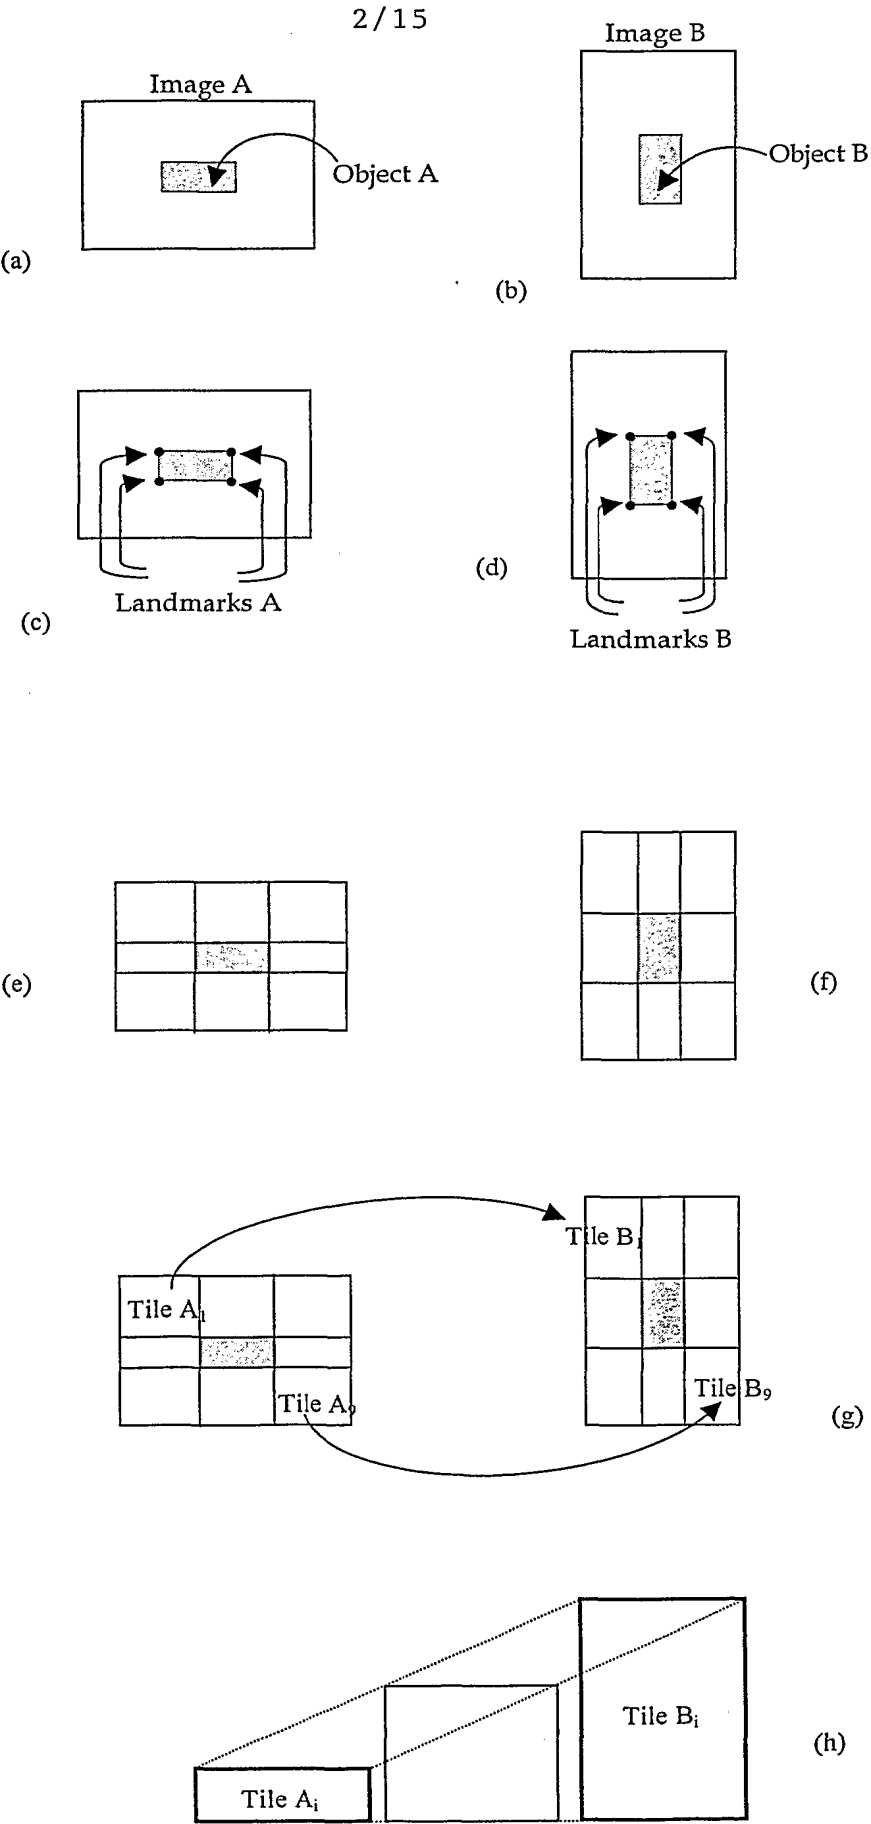 2/15
Image A
Image B
Object A
Object B
(a)
(b)
Landmarks A
(c)
(d)
Landmarks B
(e)
(f)
Tile B₁
Tile A₁
Tile A₉
Tile B₉
(g)
Tile Bᵢ
(h)
Tile Aᵢ